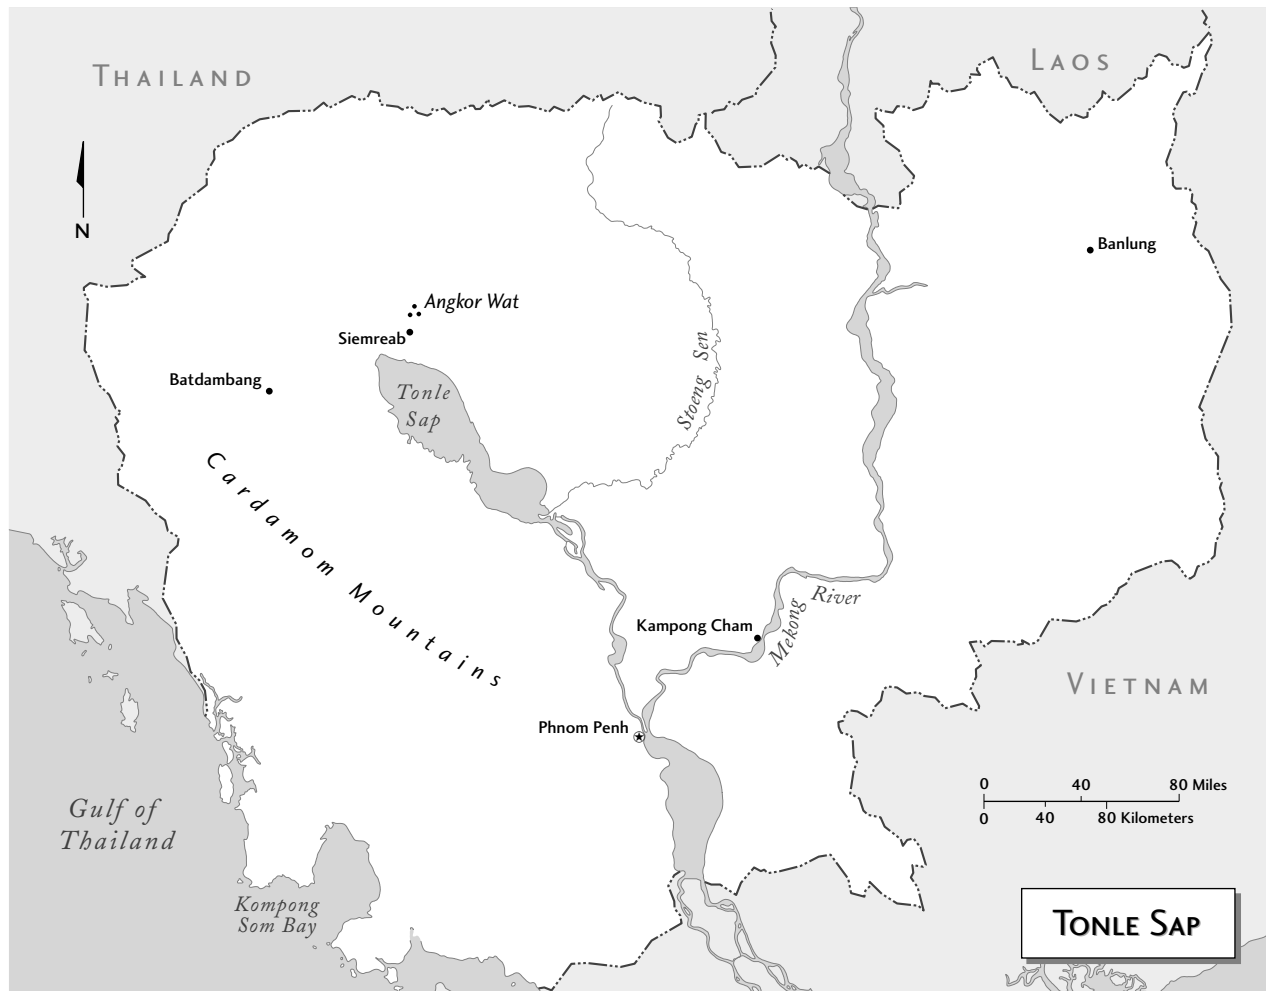 THAILAND
LAOS
N
Banlung
Angkor Wat
Siemreab
Batdambang
Tonle
Sap
Stoeng Sen
Cardamom Mountains
Mekong River
Kampong Cham
VIETNAM
Phnom Penh
0 40 80 Miles
0 40 80 Kilometers
Gulf of
Thailand
Kompong
Som Bay
TONLE SAP